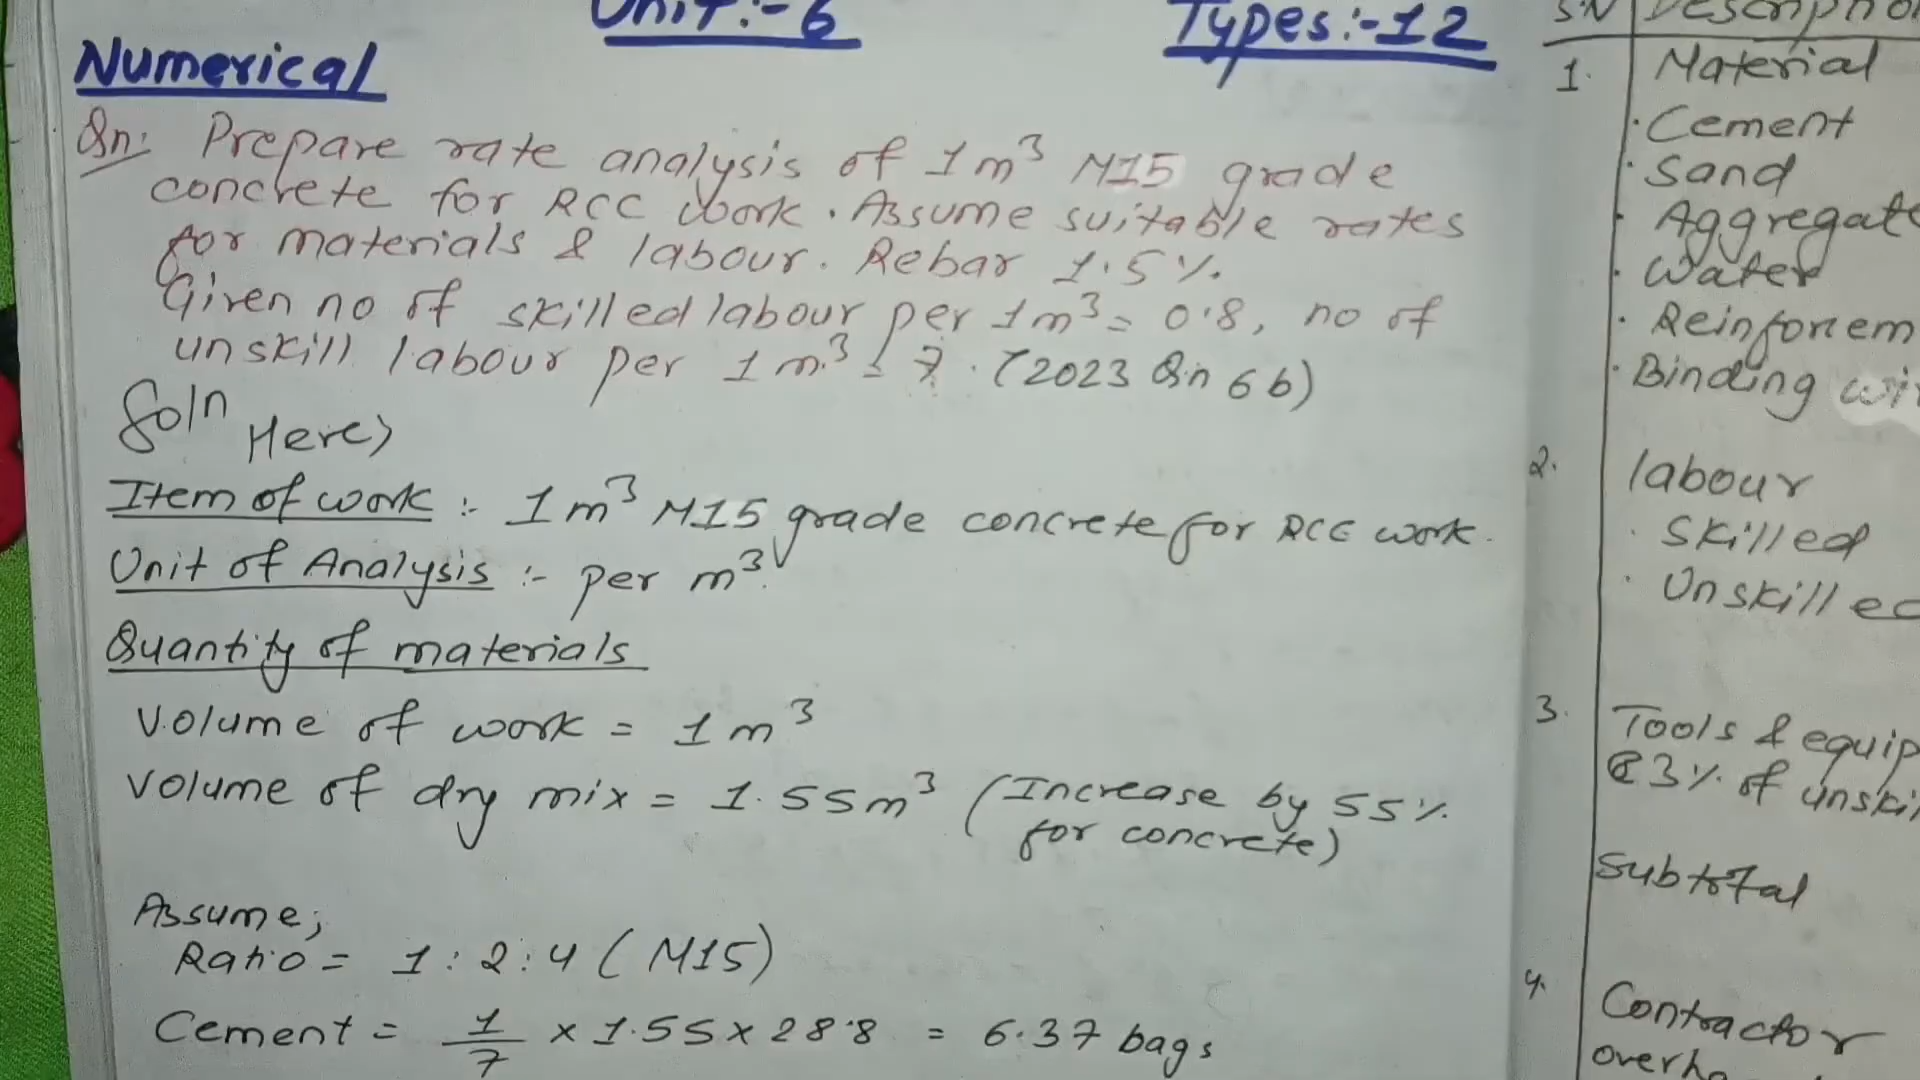 Unit:-6
Types:-12
Numerical
Qn: Prepare rate analysis of 1m³ M15 grade
concrete for RCC work. Assume suitable rates
for materials & labour. Rebar 1.5%.
Given no of skilled labour per 1m³ = 0.8, no of
unskill labour per 1m³ = 7. (2023 Qn 6b)
Soln
Here,
Item of work :- 1m³ M15 grade concrete for RCC work.
Unit of Analysis :- per m³.
Quantity of materials
Volume of work = 1m³
Volume of dry mix = 1.55m³ (Increase by 55%
for concrete)
Assume,
Ratio = 1:2:4 (M15)
Cement = 1/7 x 1.55 x 28.8 = 6.37 bags
S.N Descriptio
1. Material
· Cement
· Sand
· Aggregate
· Water
· Reinforcem
· Binding wi
2. labour
· Skilled
· Unskilled
3. Tools & equip
@3% of unski
Subtotal
4. Contractor
overh